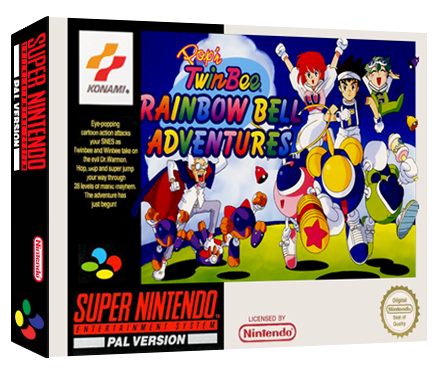 SUPER NINTENDO
PAL VERSION
Nintendo
KONAMI
Eye-popping
cartoon action attacks
your SNES as
Twinbee and Winbee take on
the evil Dr.Warmon.
Hop, whip and super jump
your way through
28 levels of manic mayhem.
The adventure has
just begun!
Pop'n
TwinBee
RAINBOW BELL
ADVENTURES
SUPER NINTENDO
ENTERTAINMENT SYSTEM
PAL VERSION
LICENSED BY
Nintendo
Original
Nintendo
Seal of
Quality